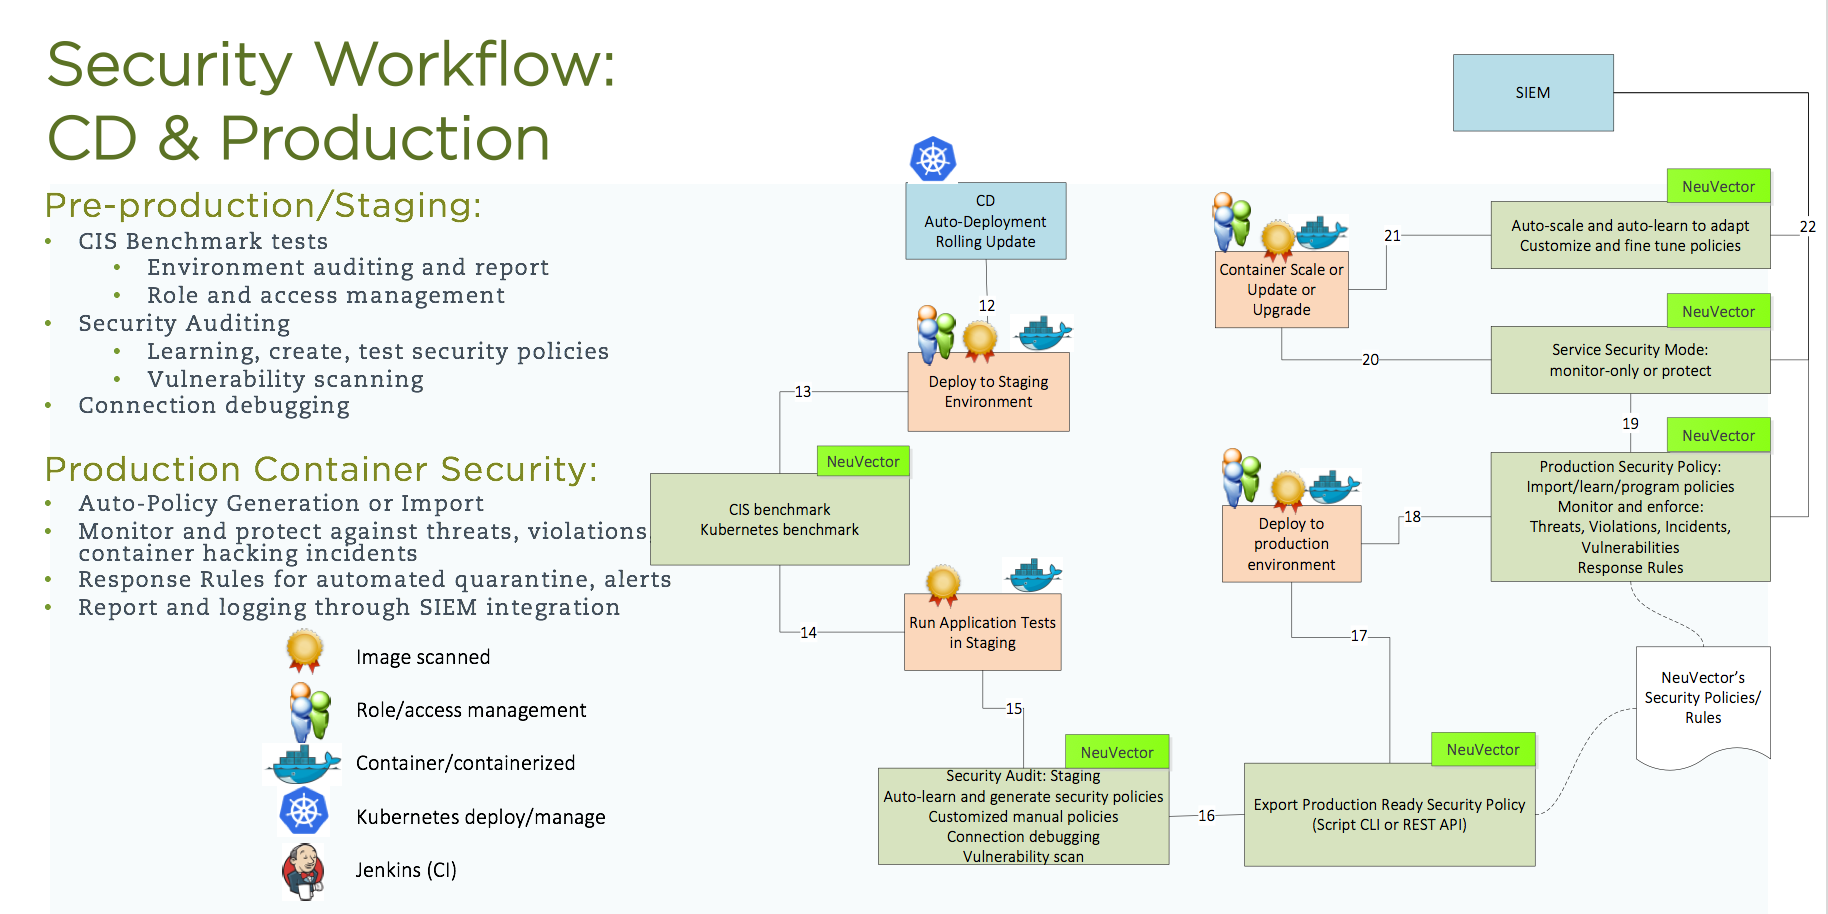 Security Workflow:
CD & Production
Pre-production/Staging:
• CIS Benchmark tests
• Environment auditing and report
• Role and access management
• Security Auditing
• Learning, create, test security policies
• Vulnerability scanning
• Connection debugging
Production Container Security:
• Auto-Policy Generation or Import
• Monitor and protect against threats, violations
container hacking incidents
• Response Rules for automated quarantine, alerts
• Report and logging through SIEM integration
Image scanned
Role/access management
Container/containerized
Kubernetes deploy/manage
Jenkins (CI)
CD
Auto-Deployment
Rolling Update
12
Deploy to Staging
Environment
13
NeuVector
CIS benchmark
Kubernetes benchmark
14
Run Application Tests
in Staging
15
NeuVector
Security Audit: Staging
Auto-learn and generate security policies
Customized manual policies
Connection debugging
Vulnerability scan
16
NeuVector
Export Production Ready Security Policy
(Script CLI or REST API)
17
Deploy to
production
environment
18
NeuVector
Production Security Policy:
Import/learn/program policies
Monitor and enforce:
Threats, Violations, Incidents,
Vulnerabilities
Response Rules
NeuVector’s
Security Policies/
Rules
19
NeuVector
Service Security Mode:
monitor-only or protect
20
Container Scale or
Update or
Upgrade
21
NeuVector
Auto-scale and auto-learn to adapt
Customize and fine tune policies
22
SIEM